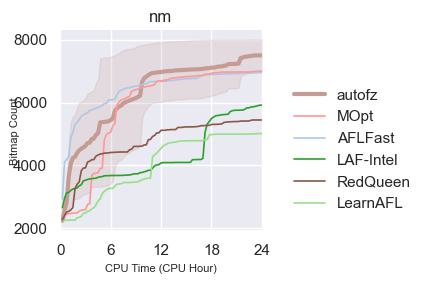 nm
8000
6000
4000
2000
Bitmap Count
0 6 12 18 24
CPU Time (CPU Hour)
autofz
MOpt
AFLFast
LAF-Intel
RedQueen
LearnAFL